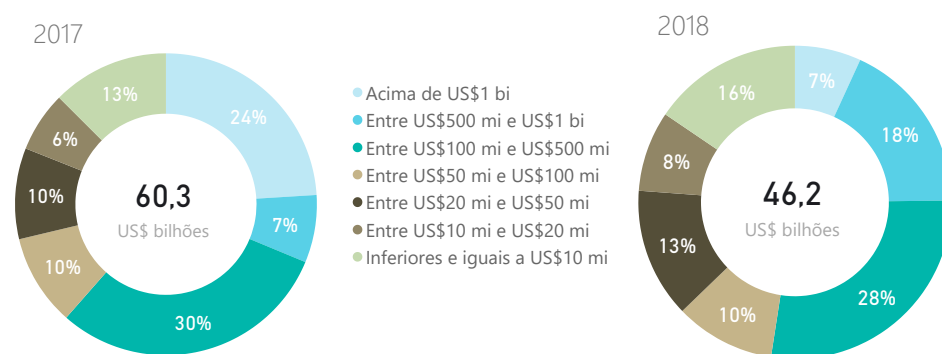 2017
13%
24%
6%
10%
7%
10%
30%
60,3
US$ bilhões
Acima de US$1 bi
Entre US$500 mi e US$1 bi
Entre US$100 mi e US$500 mi
Entre US$50 mi e US$100 mi
Entre US$20 mi e US$50 mi
Entre US$10 mi e US$20 mi
Inferiores e iguais a US$10 mi
2018
7%
16%
18%
8%
13%
10%
28%
46,2
US$ bilhões